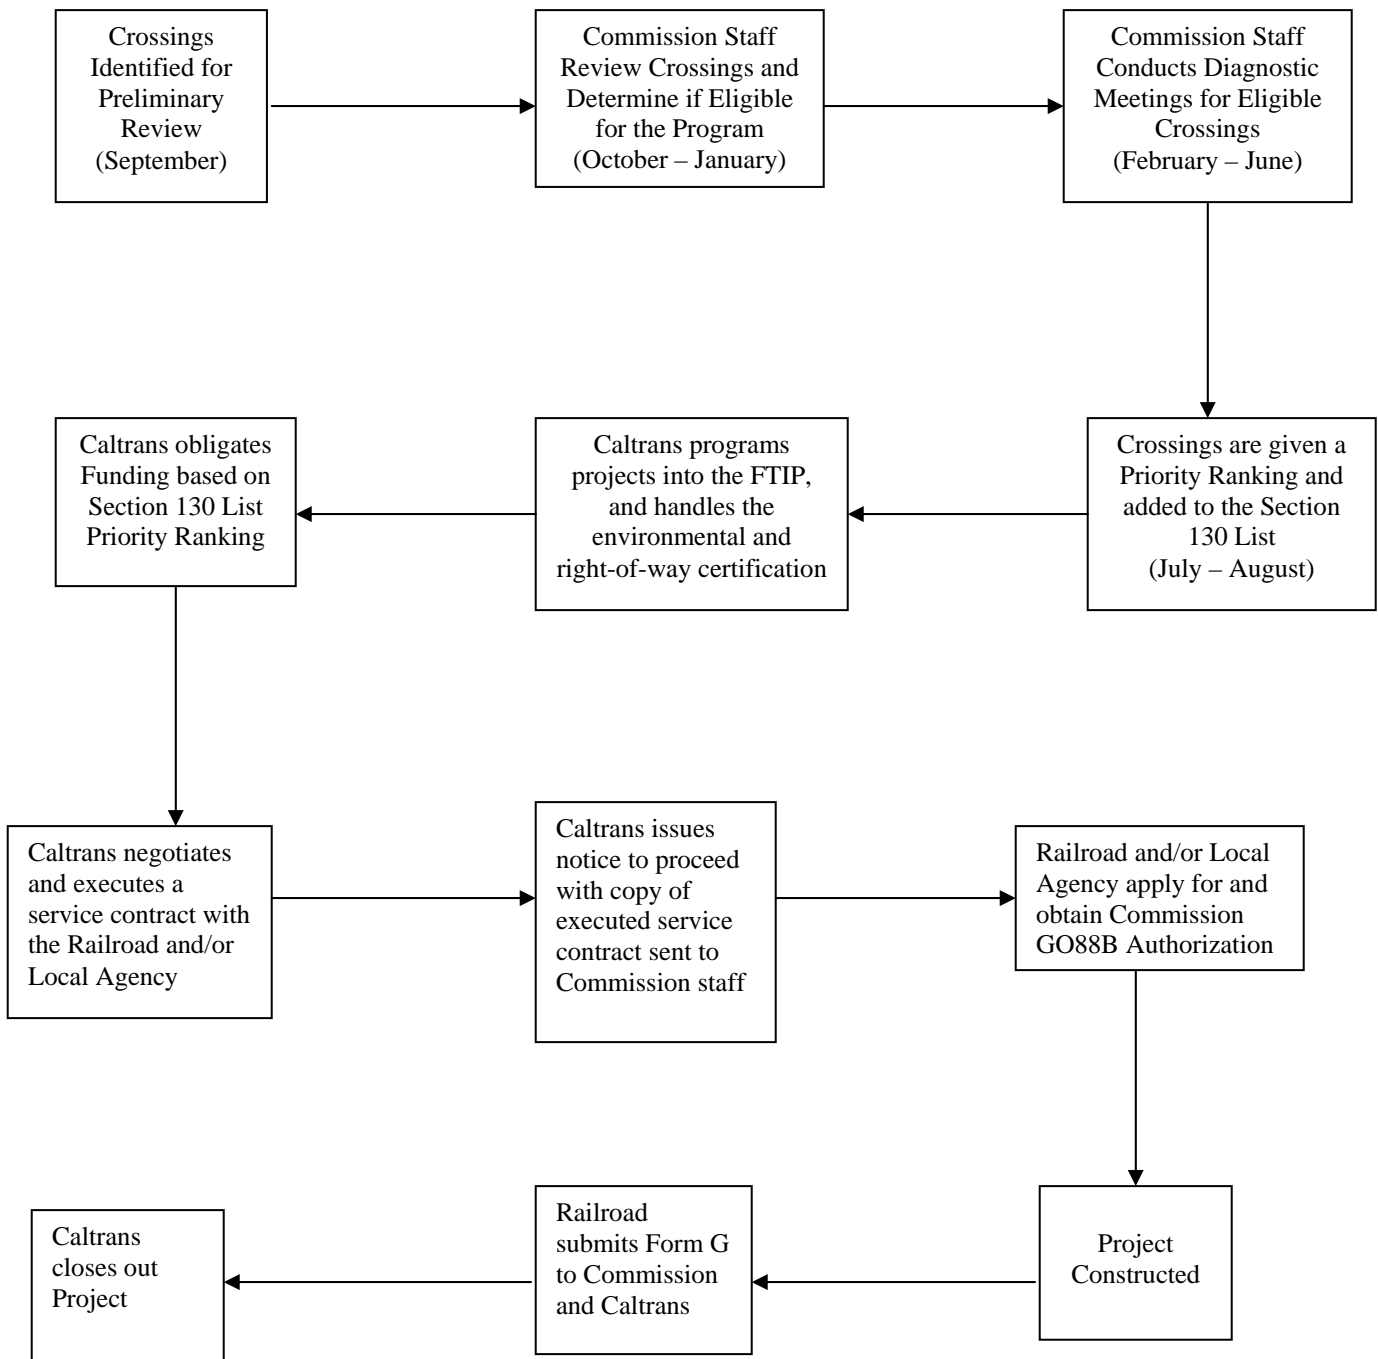 Crossings
Identified for
Preliminary
Review
(September)
Commission Staff
Review Crossings and
Determine if Eligible
for the Program
(October – January)
Commission Staff
Conducts Diagnostic
Meetings for Eligible
Crossings
(February – June)
Crossings are given a
Priority Ranking and
added to the Section
130 List
(July – August)
Caltrans programs
projects into the FTIP,
and handles the
environmental and
right-of-way certification
Caltrans obligates
Funding based on
Section 130 List
Priority Ranking
Caltrans negotiates
and executes a
service contract with
the Railroad and/or
Local Agency
Caltrans issues
notice to proceed
with copy of
executed service
contract sent to
Commission staff
Railroad and/or Local
Agency apply for and
obtain Commission
GO88B Authorization
Project
Constructed
Railroad
submits Form G
to Commission
and Caltrans
Caltrans
closes out
Project